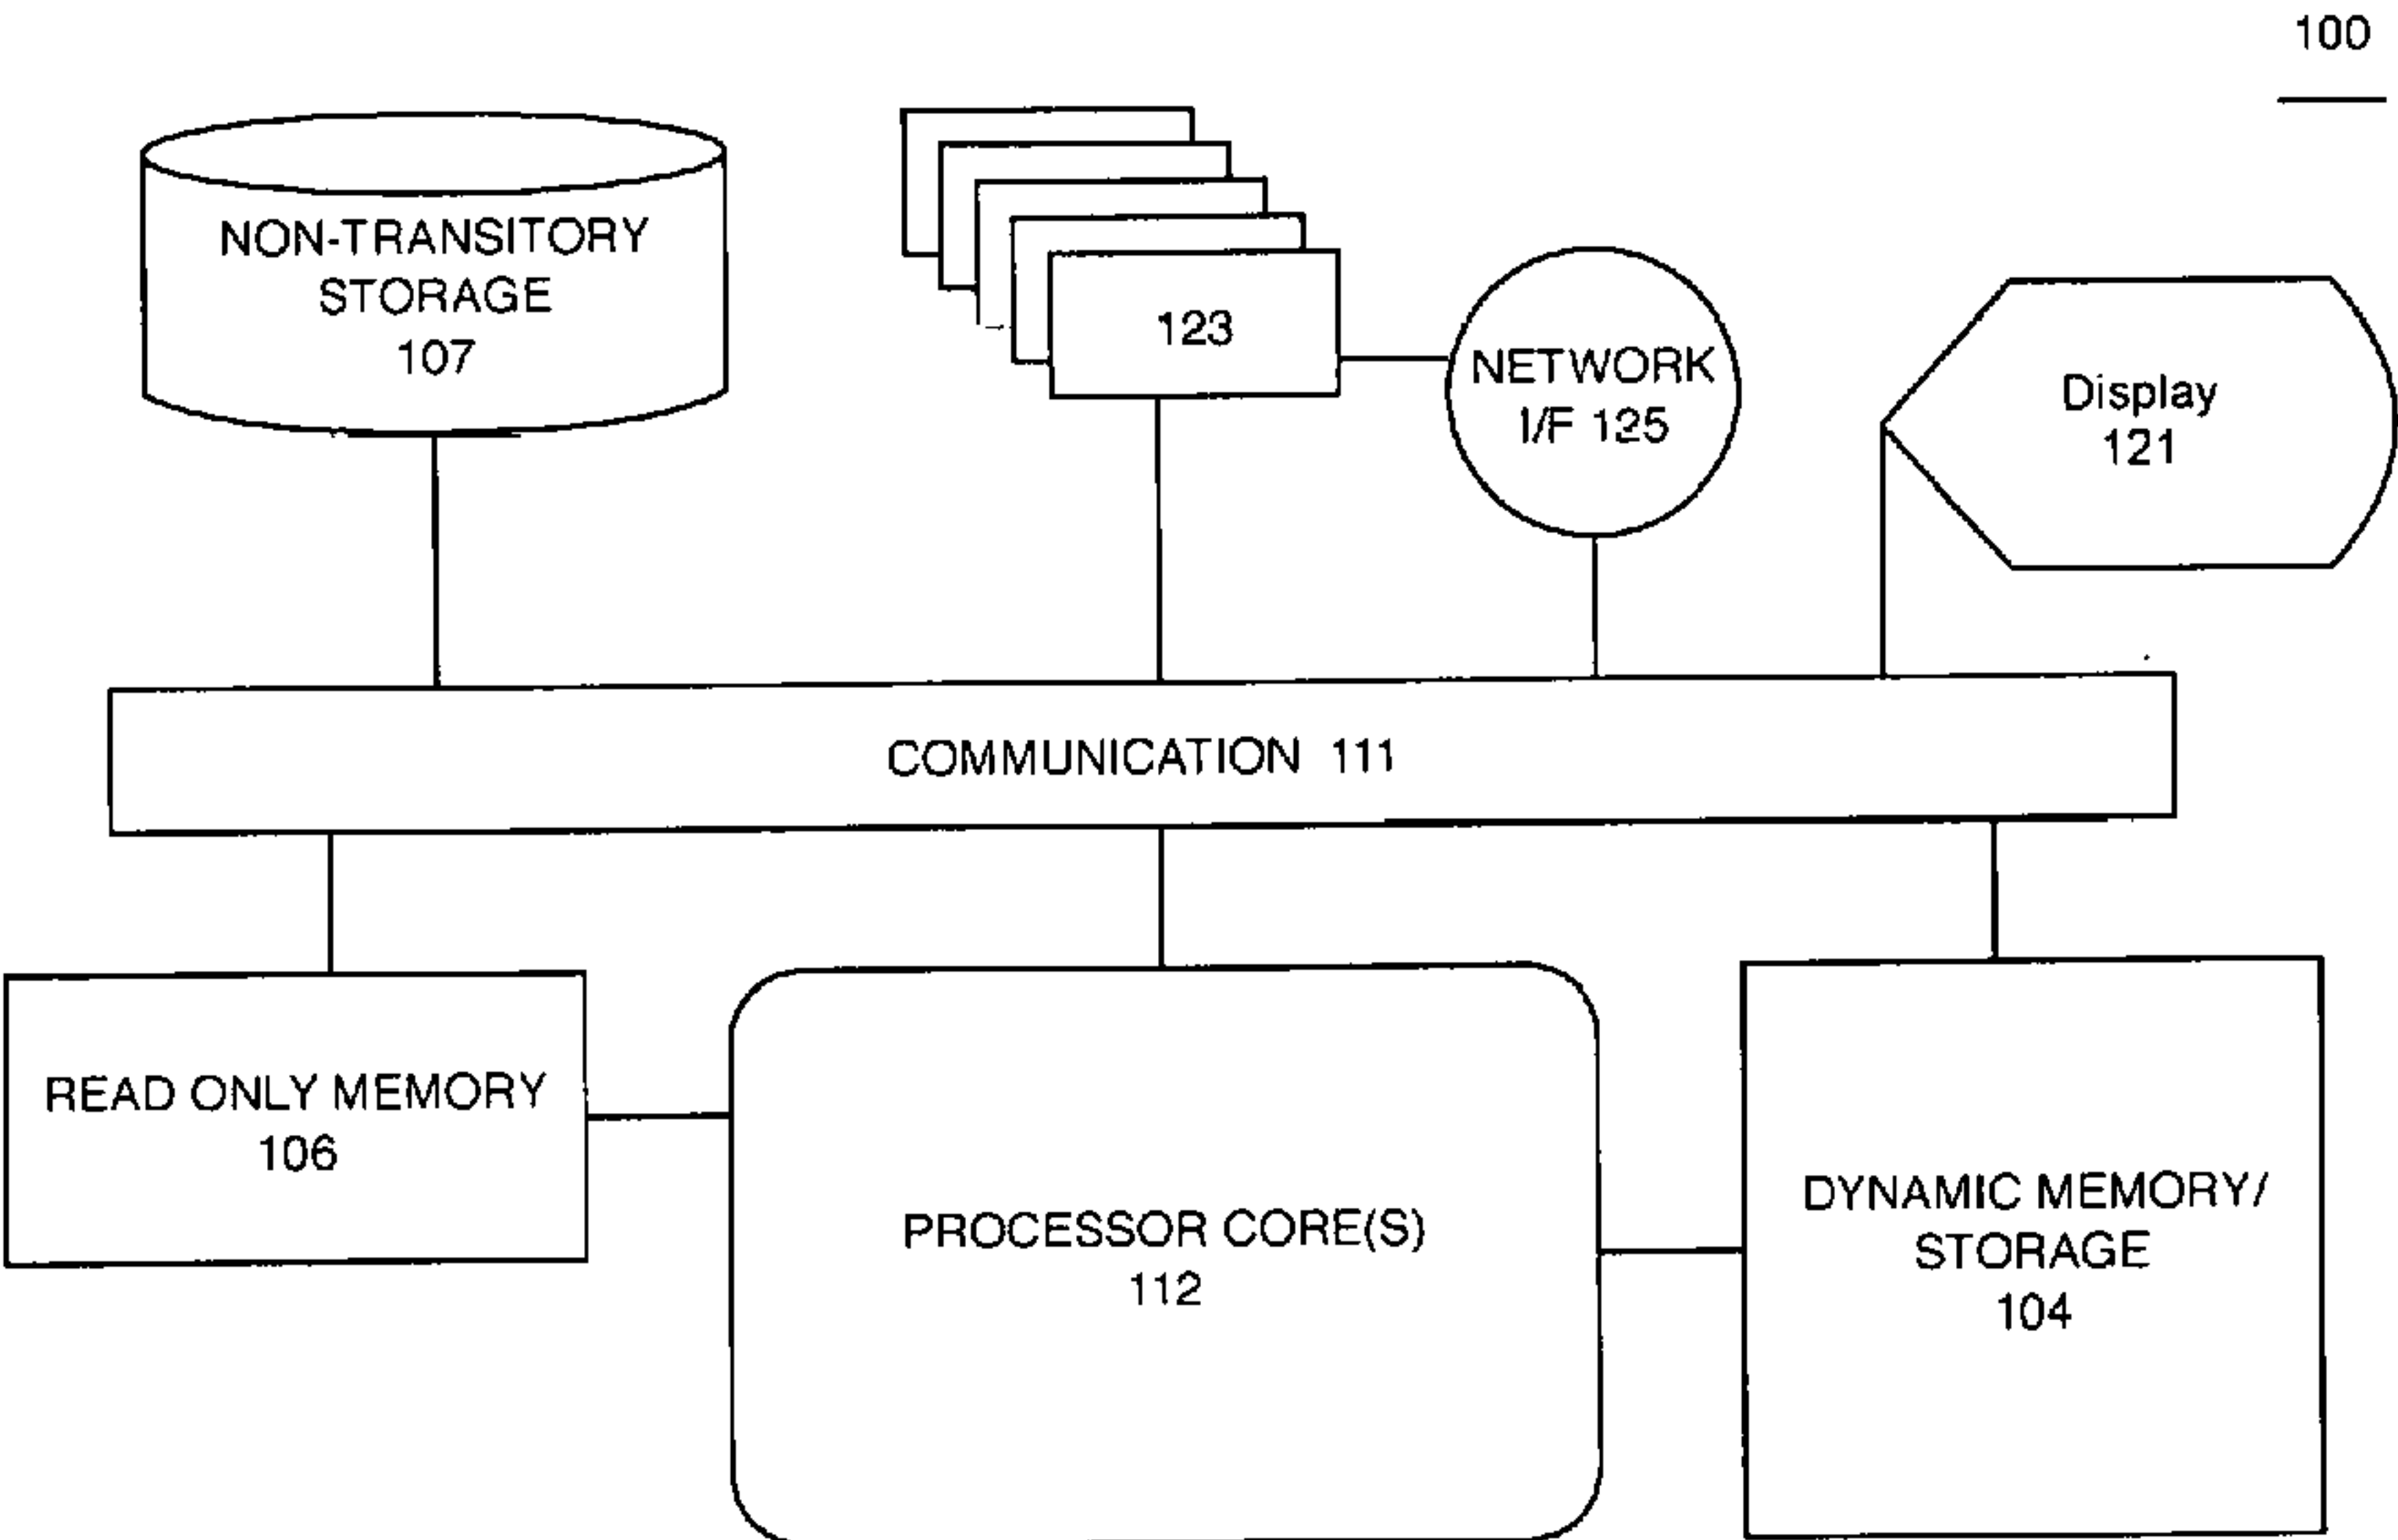 100
NON-TRANSITORY
STORAGE
107
123
NETWORK
I/F 125
Display
121
COMMUNICATION 111
READ ONLY MEMORY
106
PROCESSOR CORE(S)
112
DYNAMIC MEMORY/
STORAGE
104